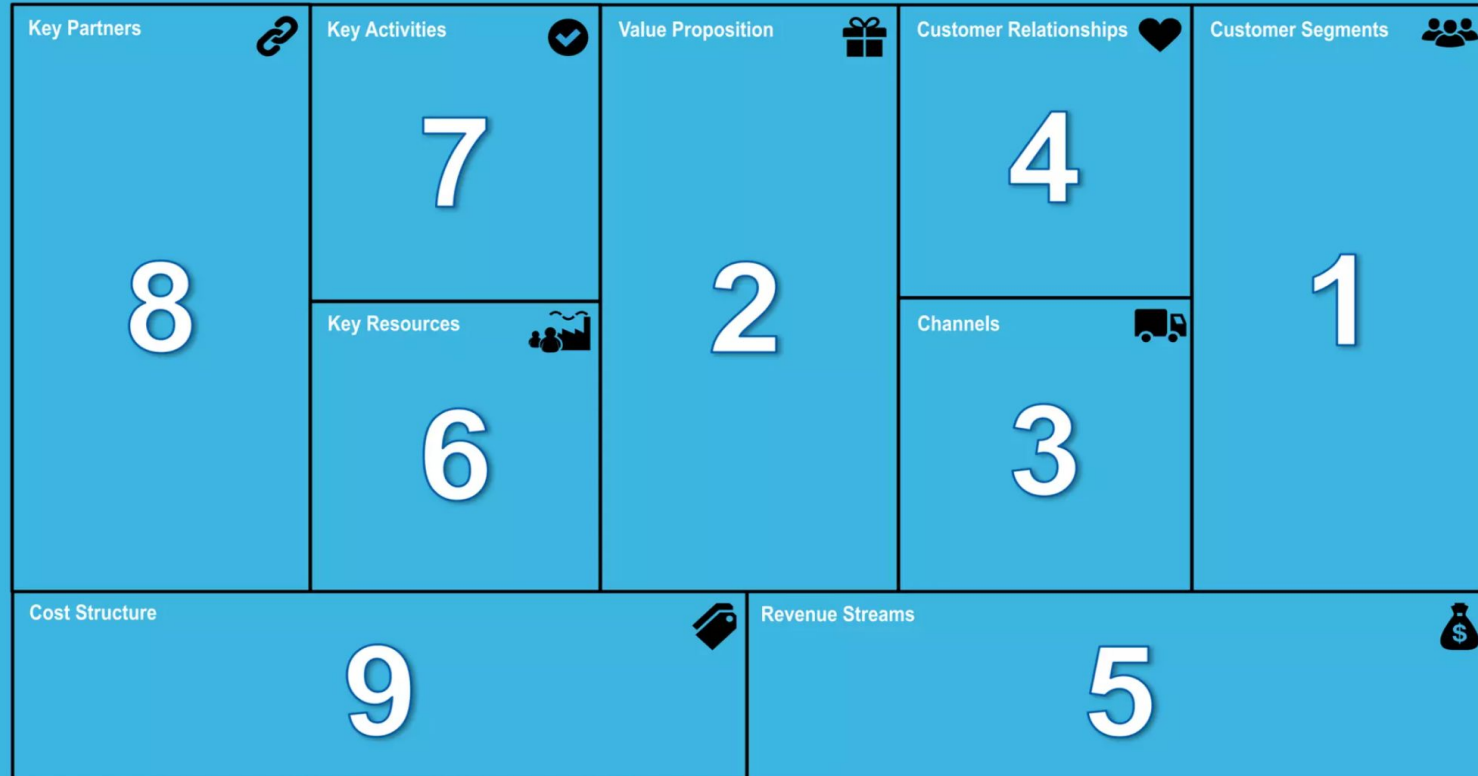 Key Partners
8
Key Activities
7
Key Resources
6
Value Proposition
2
Customer Relationships
4
Channels
3
Customer Segments
1
Cost Structure
9
Revenue Streams
$
5